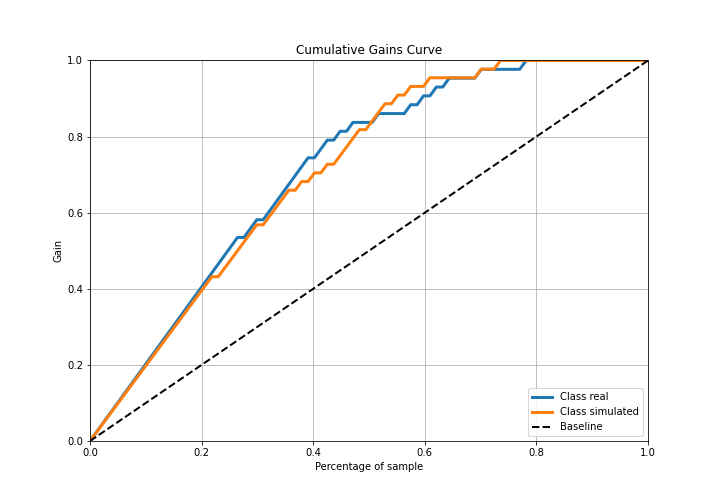 Cumulative Gains Curve
1.0
0.8
0.6
0.4
0.2
0.0
Gain
0.0 0.2 0.4 0.6 0.8 1.0
Percentage of sample
Class real
Class simulated
Baseline